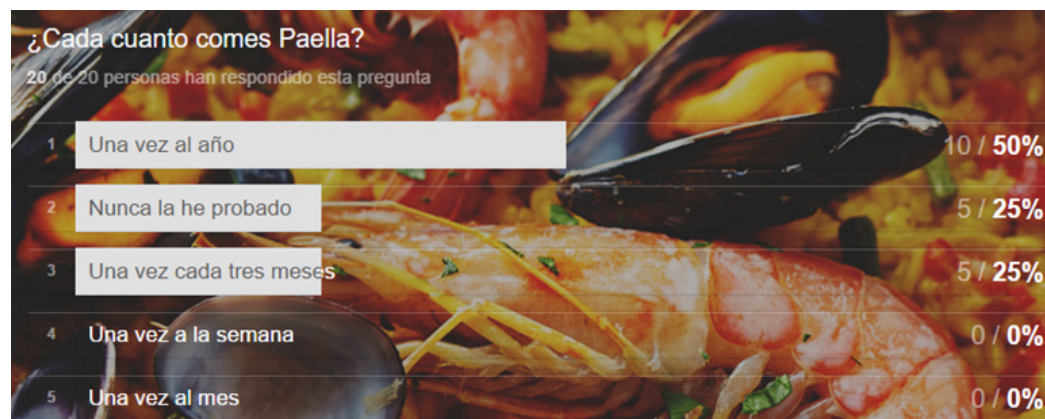 ¿Cada cuanto comes Paella?
20 de 20 personas han respondido esta pregunta
1 Una vez al año 10 / 50%
2 Nunca la he probado 5 / 25%
3 Una vez cada tres meses 5 / 25%
4 Una vez a la semana 0 / 0%
5 Una vez al mes 0 / 0%